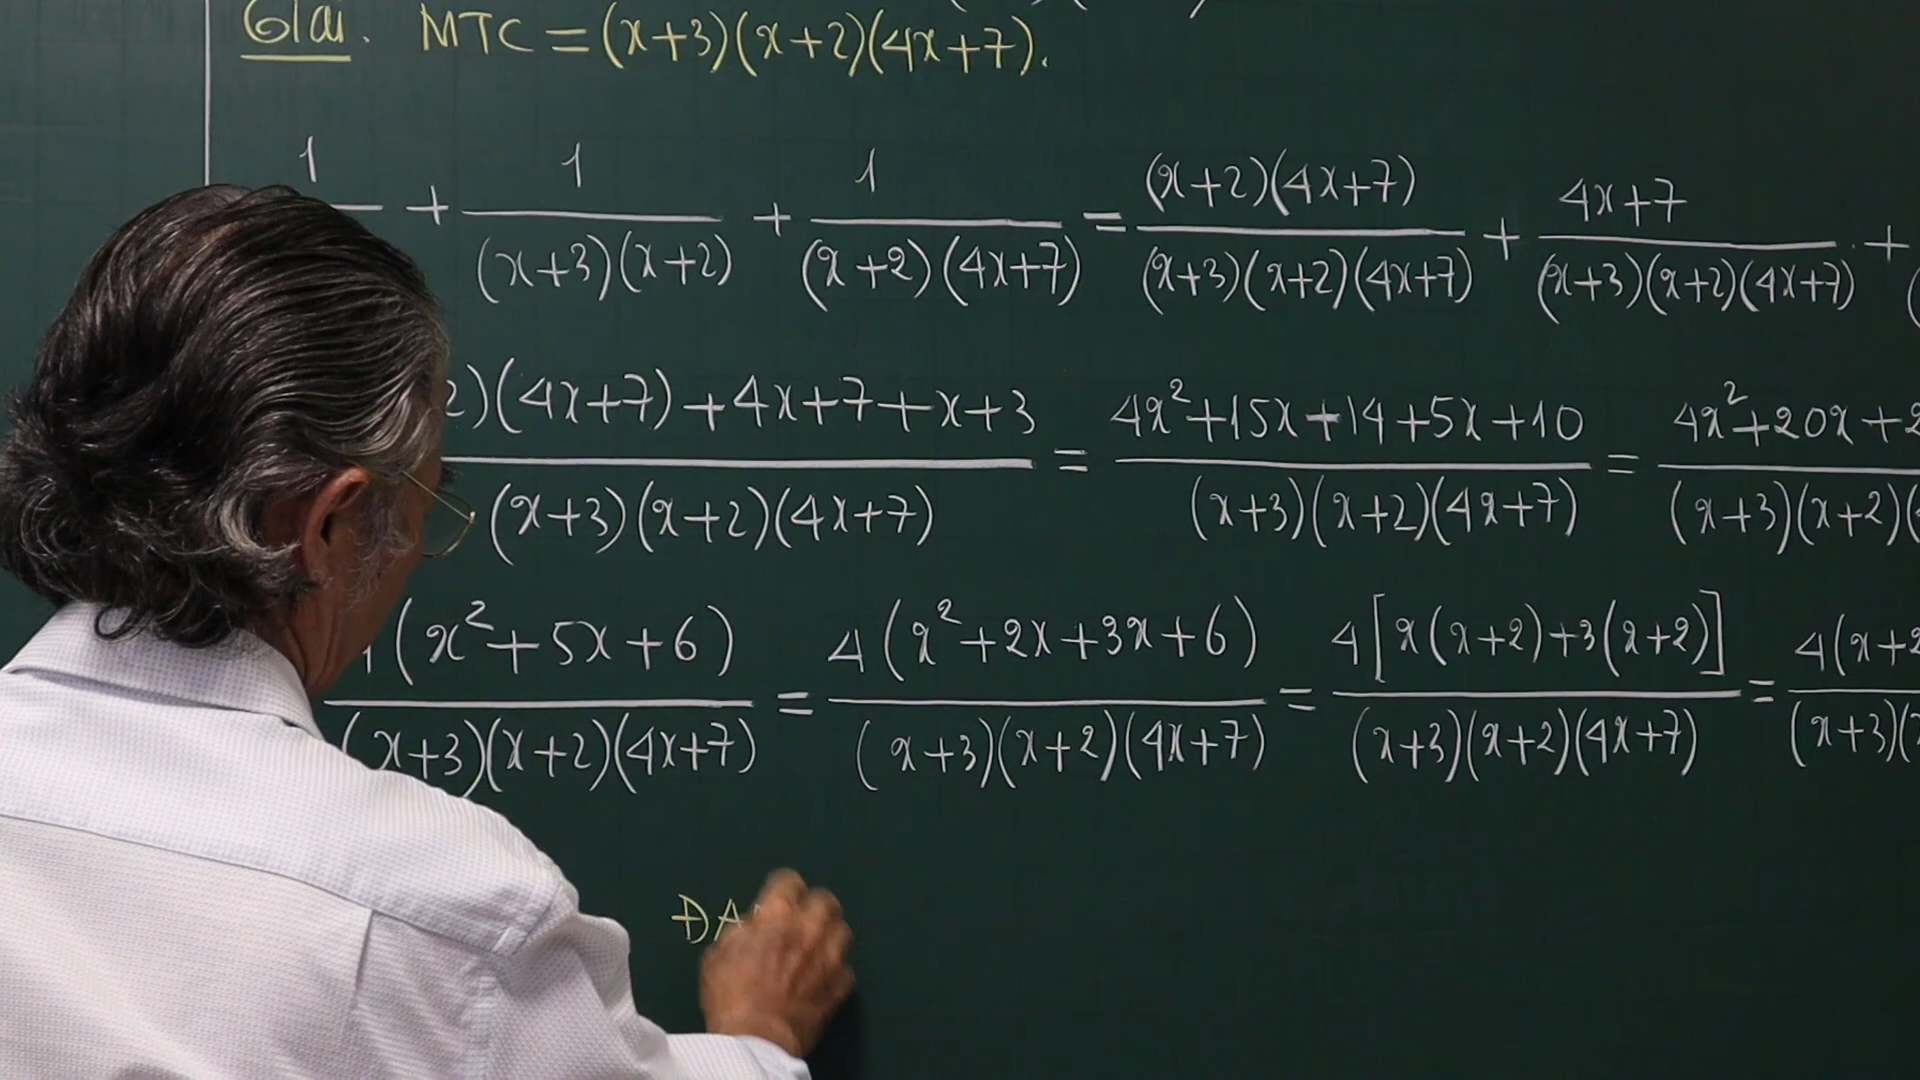 Giải. MTC = (x+3)(x+2)(4x+7).
1/ + 1/((x+3)(x+2)) + 1/((x+2)(4x+7)) = (x+2)(4x+7)/((x+3)(x+2)(4x+7)) + (4x+7)/((x+3)(x+2)(4x+7)) +
2)(4x+7)+4x+7+x+3/((x+3)(x+2)(4x+7)) = (4x²+15x+14+5x+10)/((x+3)(x+2)(4x+7)) = 4x²+20x+2/(x+3)(x+2)(
(x²+5x+6)/((x+3)(x+2)(4x+7)) = 4(x²+2x+3x+6)/((x+3)(x+2)(4x+7)) = 4[x(x+2)+3(x+2)]/((x+3)(x+2)(4x+7)) = 4(x+2/(x+3)(
ĐA